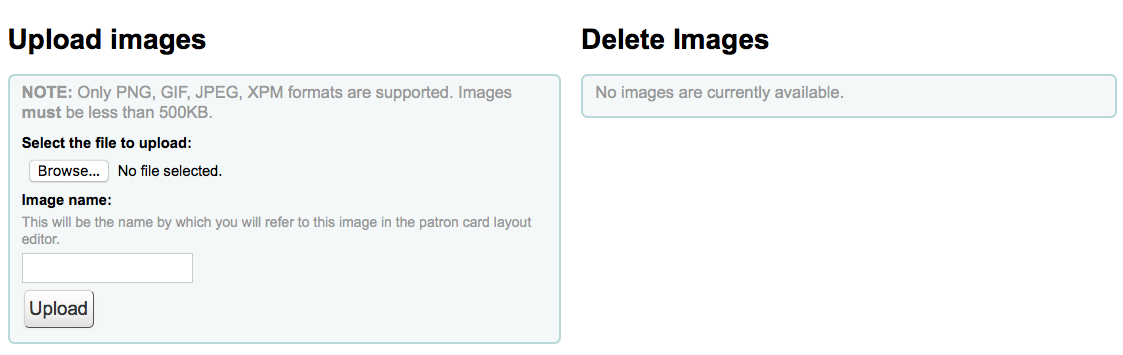 Upload images
NOTE: Only PNG, GIF, JPEG, XPM formats are supported. Images
must be less than 500KB.
Select the file to upload:
Browse... No file selected.
Image name:
This will be the name by which you will refer to this image in the patron card layout
editor.
Upload
Delete Images
No images are currently available.